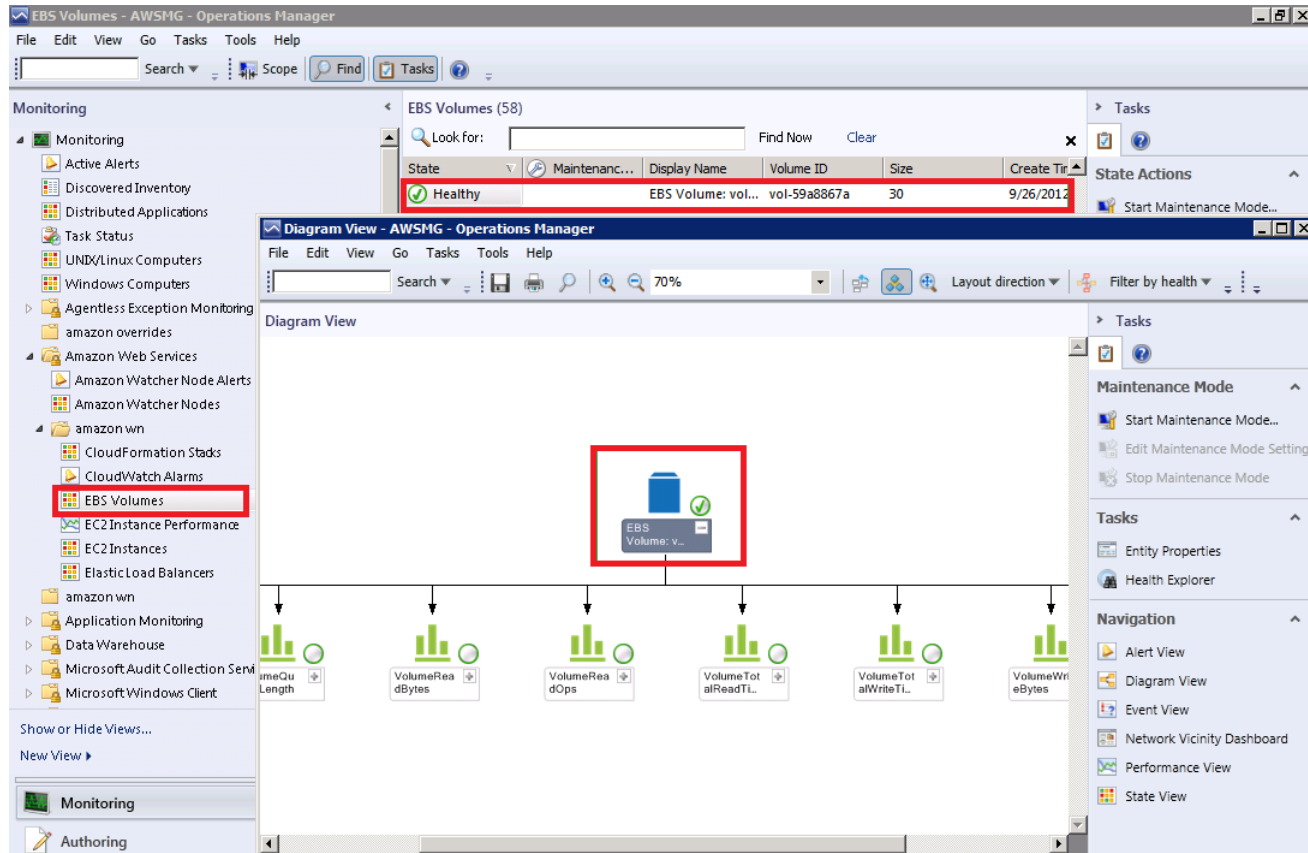 EBS Volumes - AWSMG - Operations Manager
File Edit View Go Tasks Tools Help
Search Scope Find Tasks
Monitoring
Monitoring
Active Alerts
Discovered Inventory
Distributed Applications
Task Status
UNIX/Linux Computers
Windows Computers
Agentless Exception Monitoring
amazon overrides
Amazon Web Services
Amazon Watcher Node Alerts
Amazon Watcher Nodes
amazon wn
CloudFormation Stacks
CloudWatch Alarms
EBS Volumes
EC2 Instance Performance
EC2 Instances
Elastic Load Balancers
amazon wn
Application Monitoring
Data Warehouse
Microsoft Audit Collection Servi
Microsoft Windows Client
Show or Hide Views...
New View
Monitoring
Authoring
EBS Volumes (58)
Look for: Find Now Clear
State Maintenanc... Display Name Volume ID Size Create Tir
Healthy EBS Volume: vol... vol-59a8867a 30 9/26/2012
Tasks
State Actions
Start Maintenance Mode...
Diagram View - AWSMG - Operations Manager
File Edit View Go Tasks Tools Help
Search 70% Layout direction Filter by health
Diagram View
EBS
Volume: v...
umeQu
Length
VolumeRea
dBytes
VolumeRea
dOps
VolumeTot
alReadTi...
VolumeTot
alWriteTi...
VolumeWri
eBytes
Tasks
Maintenance Mode
Start Maintenance Mode...
Edit Maintenance Mode Setting
Stop Maintenance Mode
Tasks
Entity Properties
Health Explorer
Navigation
Alert View
Diagram View
Event View
Network Vicinity Dashboard
Performance View
State View